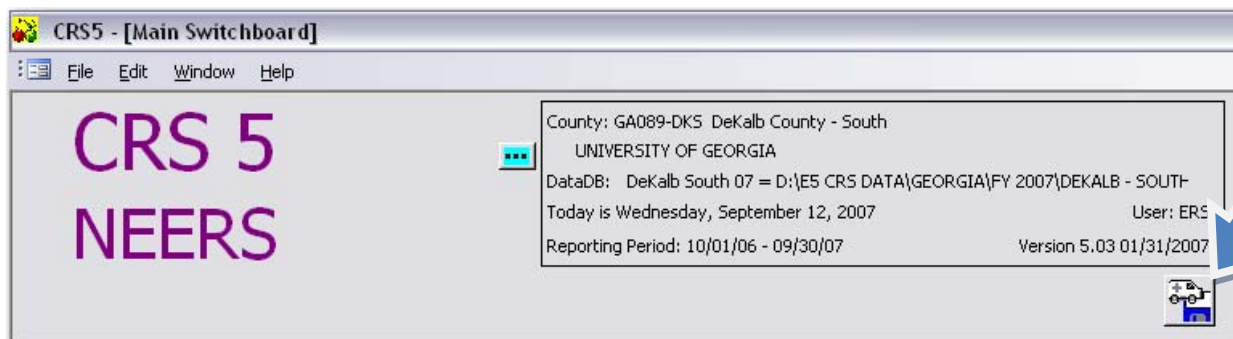 CRS5 - [Main Switchboard]
File Edit Window Help
CRS 5
NEERS
County: GA089-DKS DeKalb County - South
UNIVERSITY OF GEORGIA
DataDB: DeKalb South 07 = D:\E5 CRS DATA\GEORGIA\FY 2007\DEKALB - SOUTH
Today is Wednesday, September 12, 2007 User: ERS
Reporting Period: 10/01/06 - 09/30/07 Version 5.03 01/31/2007